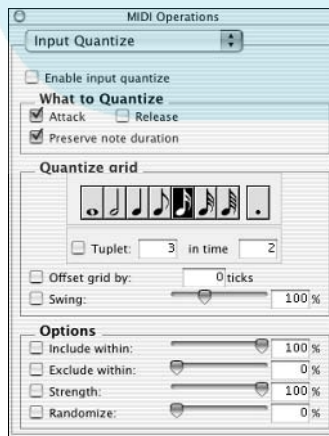 MIDI Operations
Input Quantize
Enable input quantize
What to Quantize
Attack Release
Preserve note duration
Quantize grid
Tuplet: 3 in time 2
Offset grid by: 0 ticks
Swing: 100 %
Options
Include within: 100 %
Exclude within: 0 %
Strength: 100 %
Randomize: 0 %